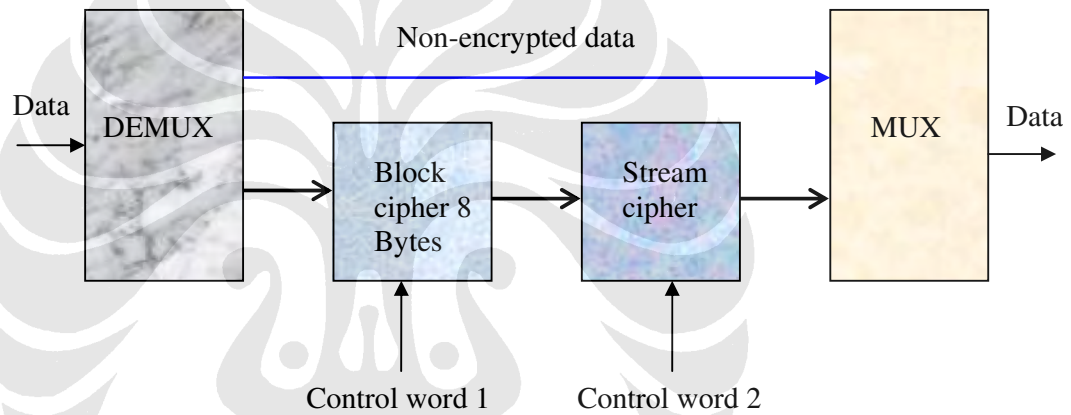 Non-encrypted data
Data
DEMUX
MUX
Data
Block
cipher 8
Bytes
Stream
cipher
Control word 1
Control word 2